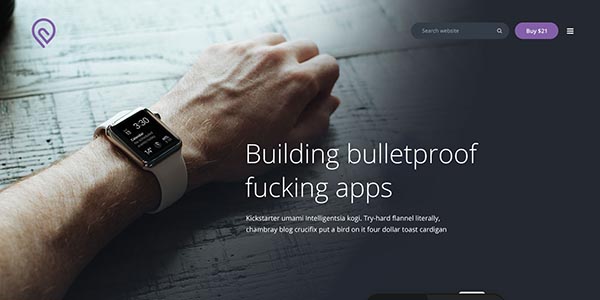 Search website
Buy $21
3:30
14°
Building bulletproof
fucking apps
Kickstarter umami Intelligentsia kogi. Try-hard flannel literally,
chambray blog crucifix put a bird on it four dollar toast cardigan